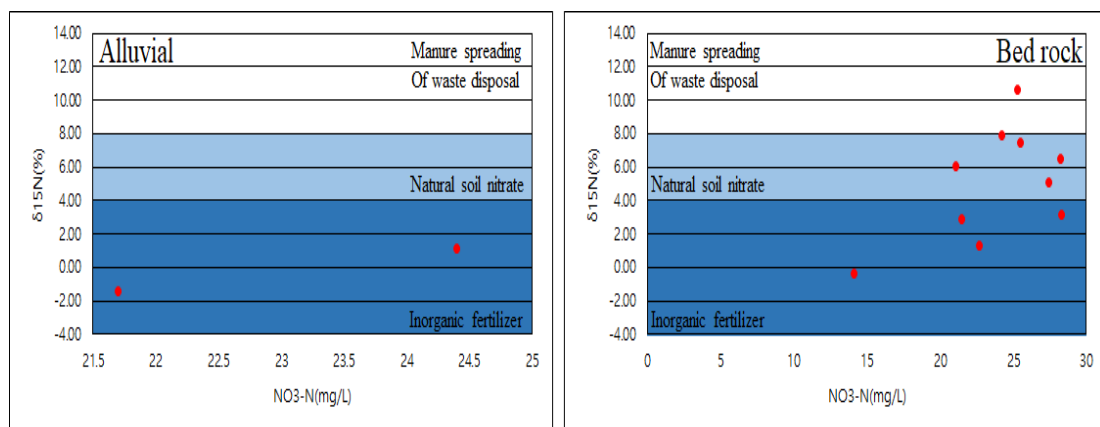 Alluvial
Manure spreading
Of waste disposal
Natural soil nitrate
Inorganic fertilizer
14.00
12.00
10.00
8.00
6.00
4.00
2.00
0.00
-2.00
-4.00
δ15N(%)
21.5 22 22.5 23 23.5 24 24.5 25
NO3-N(mg/L)
Bed rock
Manure spreading
Of waste disposal
Natural soil nitrate
Inorganic fertilizer
14.00
12.00
10.00
8.00
6.00
4.00
2.00
0.00
-2.00
-4.00
δ15N(%)
0 5 10 15 20 25 30
NO3-N(mg/L)